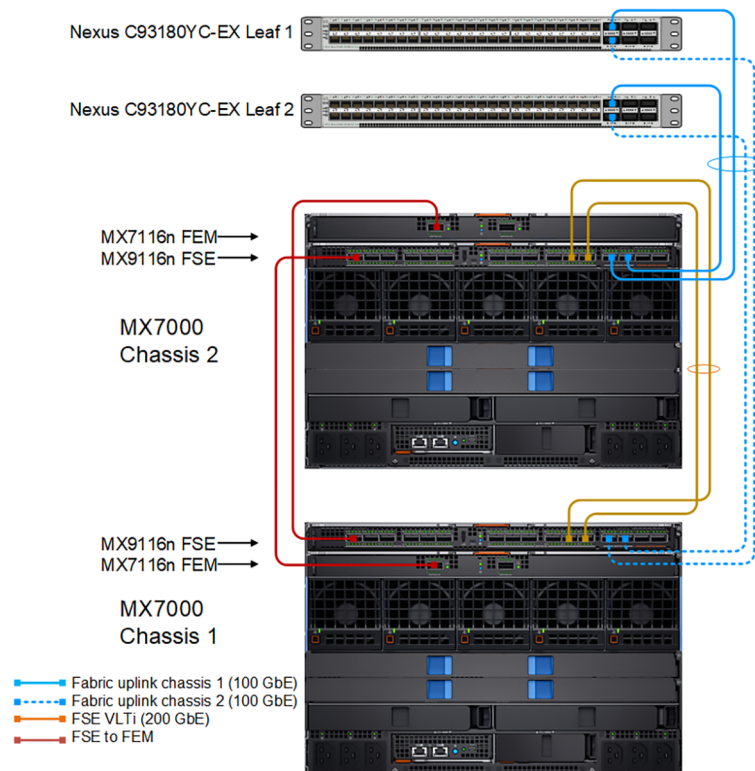 Nexus C93180YC-EX Leaf 1
Nexus C93180YC-EX Leaf 2
MX7116n FEM
MX9116n FSE
MX7000
Chassis 2
MX9116n FSE
MX7116n FEM
MX7000
Chassis 1
Fabric uplink chassis 1 (100 GbE)
Fabric uplink chassis 2 (100 GbE)
FSE VLTi (200 GbE)
FSE to FEM